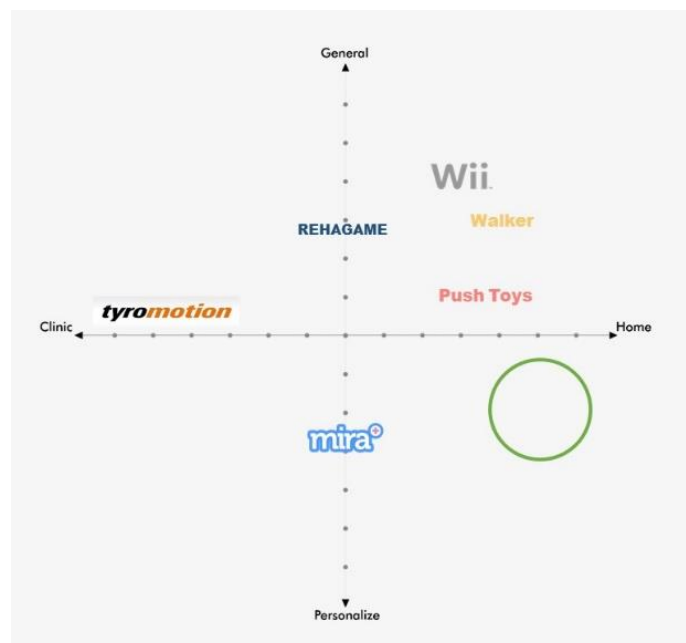 General
Wii
Walker
REHAGAME
Push Toys
tyromotion
Clinic
Home
mira+
Personalize